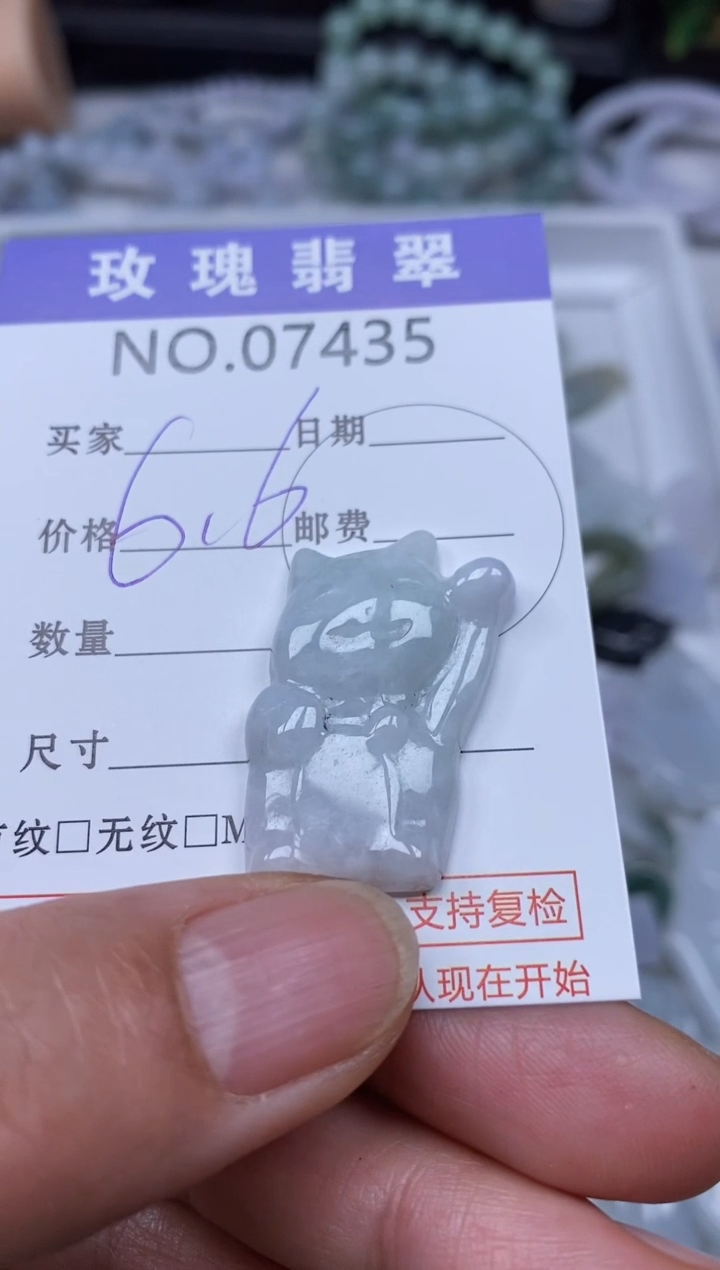 玫瑰翡翠
NO.07435
买家 日期
价格 邮费
数量
尺寸
纹□无纹□M
支持复检
现在开始